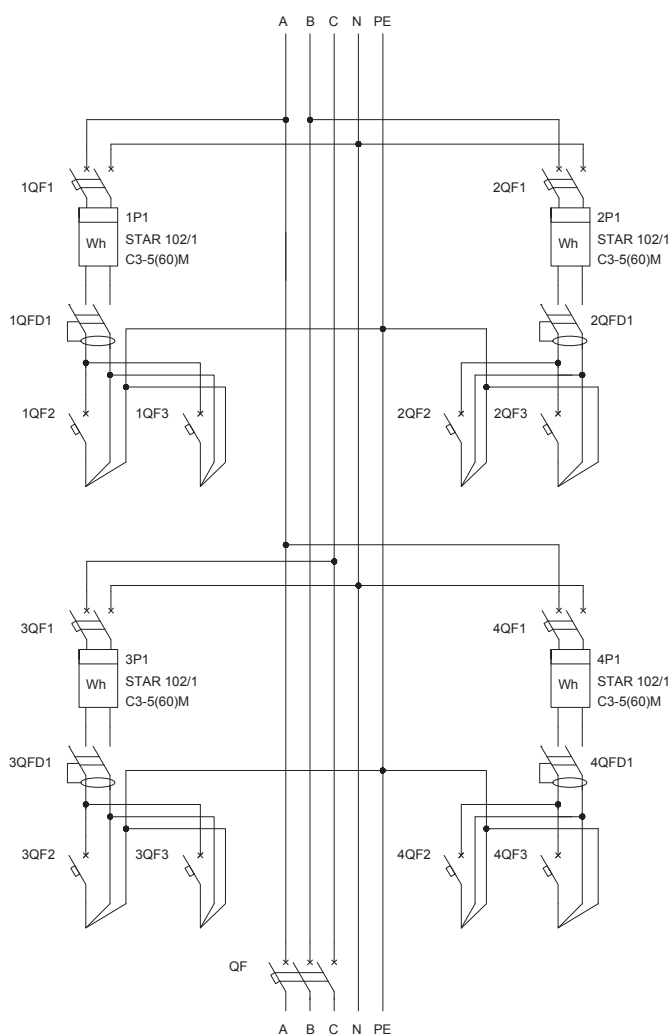 A B C N PE
1QF1
2QF1
1P1
2P1
Wh
STAR 102/1
Wh
STAR 102/1
C3-5(60)M
C3-5(60)M
1QFD1
2QFD1
1QF2
1QF3
2QF2
2QF3
3QF1
4QF1
3P1
4P1
Wh
STAR 102/1
Wh
STAR 102/1
C3-5(60)M
C3-5(60)M
3QFD1
4QFD1
3QF2
3QF3
4QF2
4QF3
QF
A B C N PE